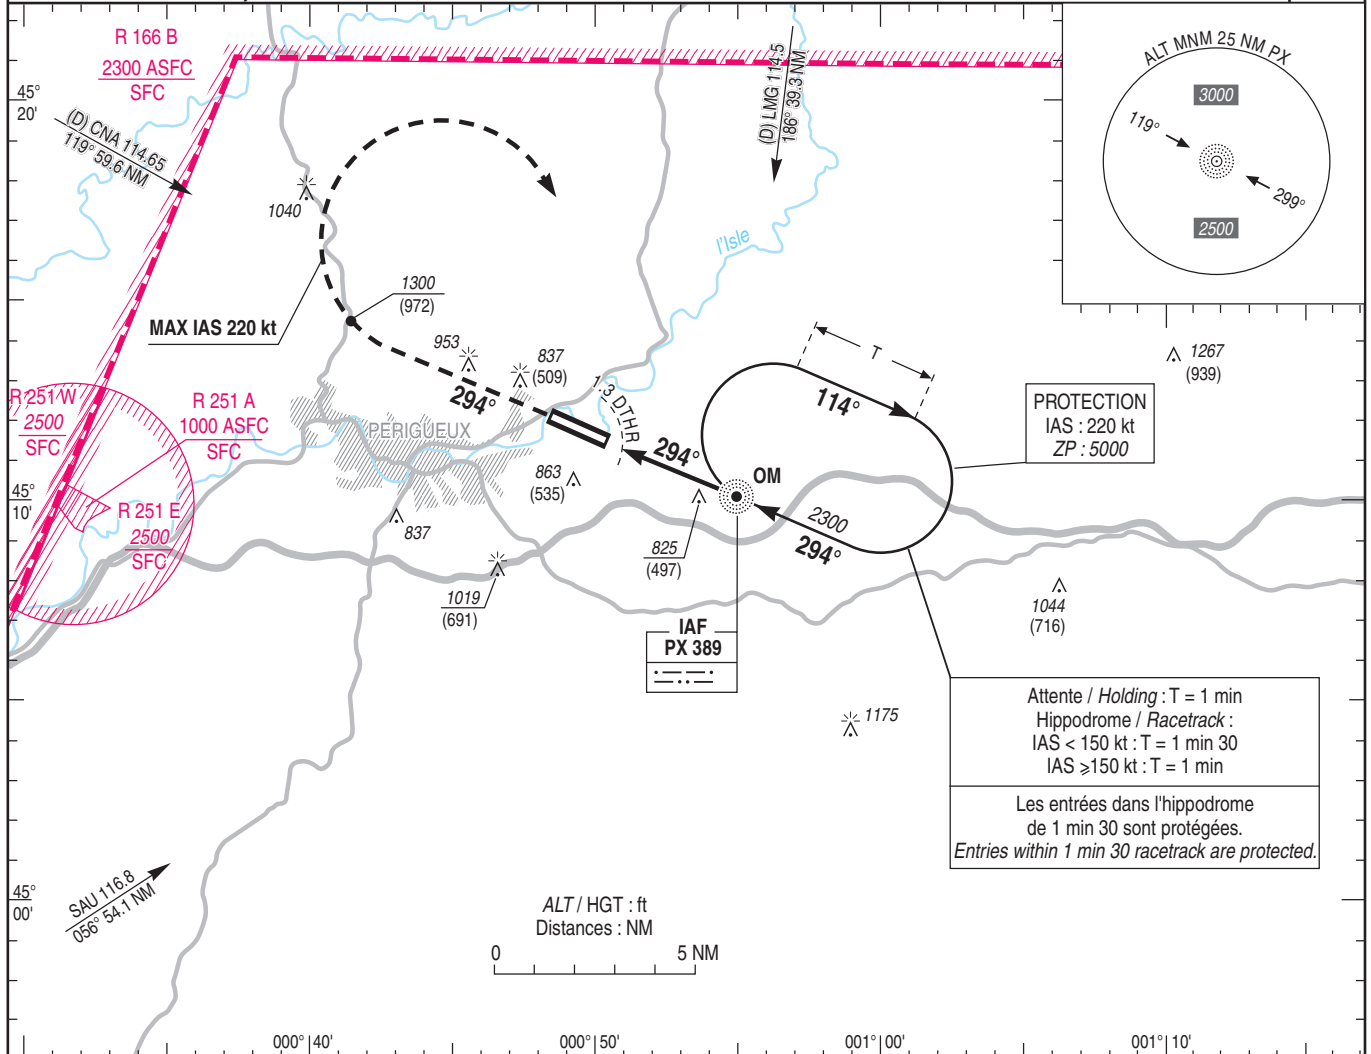 R 166 B
2300 ASFC
SFC
45°
20'
(D) CNA 114.65
119° 59.6 NM
(D) LMG 114.5
186° 39.3 NM
ALT MNM 25 NM PX
3000
119°
299°
2500
1040
l'Isle
1300
(972)
MAX IAS 220 kt
953
837
(509)
1267
(939)
T
R 251 W
2500
SFC
R 251 A
1000 ASFC
SFC
294°
1.3 DTHR
114°
PROTECTION
IAS : 220 kt
ZP : 5000
PERIGUEUX
294°
OM
863
(535)
45°
10'
R 251 E
2500
SFC
837
825
(497)
2300
294°
1019
(691)
1044
(716)
IAF
PX 389
1175
Attente / Holding : T = 1 min
Hippodrome / Racetrack :
IAS < 150 kt : T = 1 min 30
IAS ⩾150 kt : T = 1 min
Les entrées dans l'hippodrome
de 1 min 30 sont protégées.
Entries within 1 min 30 racetrack are protected.
45°
00'
SAU 116.8
056° 54.1 NM
ALT / HGT : ft
Distances : NM
0 5 NM
000° 40' 000° 50' 001° 00' 001° 10'